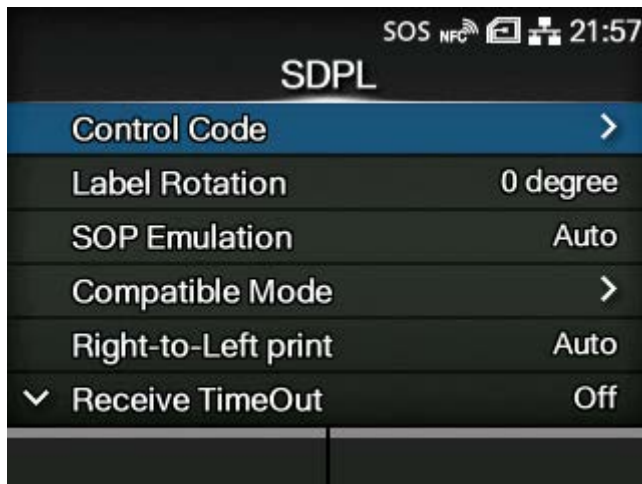 SOS NFC 21:57
SDPL
Control Code
Label Rotation 0 degree
SOP Emulation Auto
Compatible Mode
Right-to-Left print Auto
Receive TimeOut Off